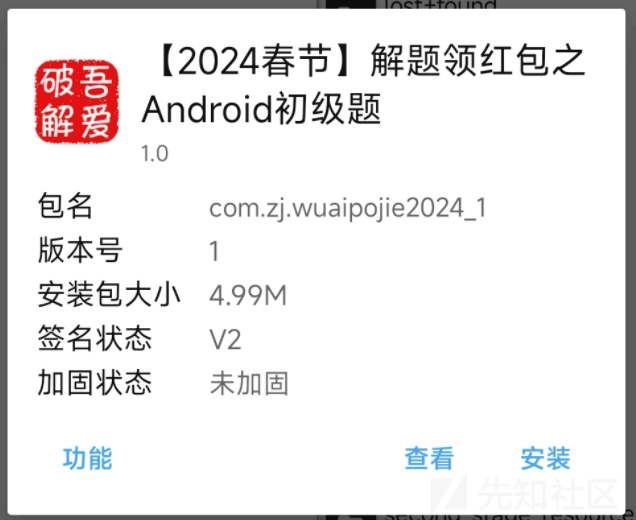 lost+found
破吾
解爱
【2024春节】解题领红包之
Android初级题
1.0
包名 com.zj.wuaipojie2024_1
版本号 1
安装包大小 4.99M
签名状态 V2
加固状态 未加固
功能 查看 安装
先知社区
second_stage_resource